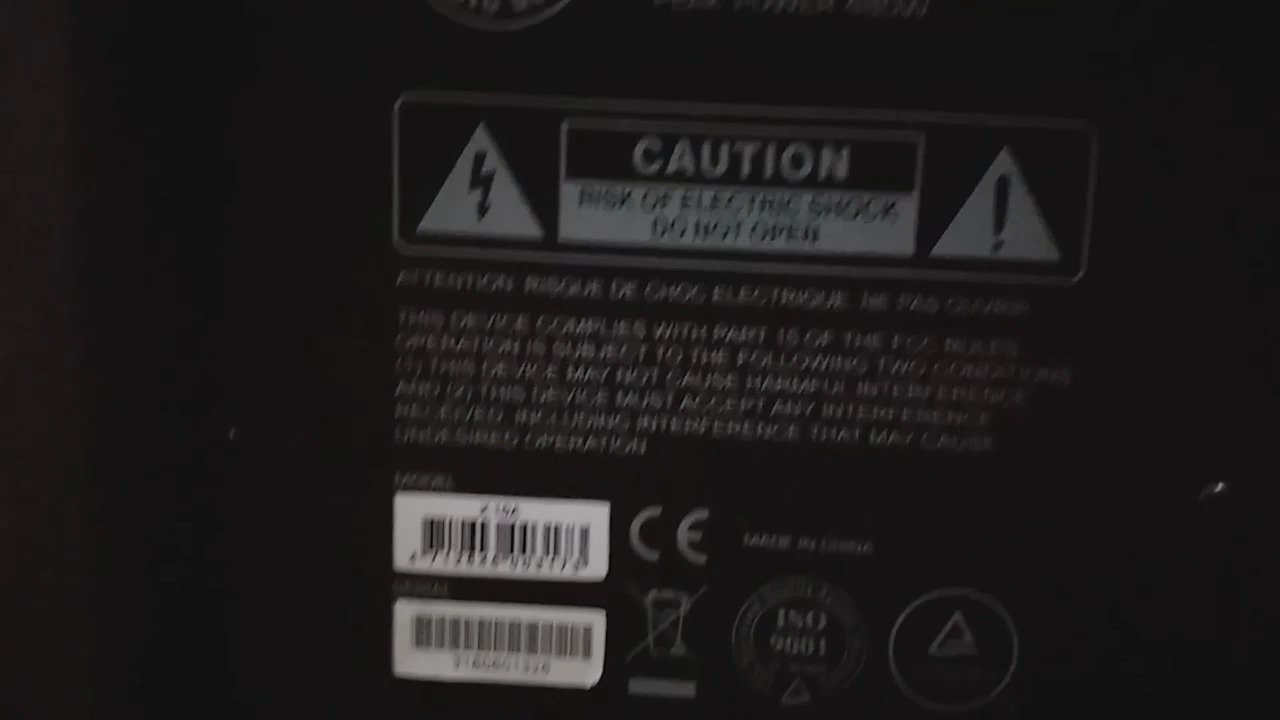 CAUTION
RISK OF ELECTRIC SHOCK
DO NOT OPEN
ATTENTION: RISQUE DE CHOC ELECTRIQUE. NE PAS OUVRIR
THIS DEVICE COMPLIES WITH PART 15 OF THE FCC RULES
OPERATION IS SUBJECT TO THE FOLLOWING TWO CONDITIONS
(1) THIS DEVICE MAY NOT CAUSE HARMFUL INTERFERENCE
AND (2) THIS DEVICE MUST ACCEPT ANY INTERFERENCE
RECEIVED, INCLUDING INTERFERENCE THAT MAY CAUSE
UNDESIRED OPERATION
MODEL
CE
MADE IN CHINA
SERIAL
ISO
9001